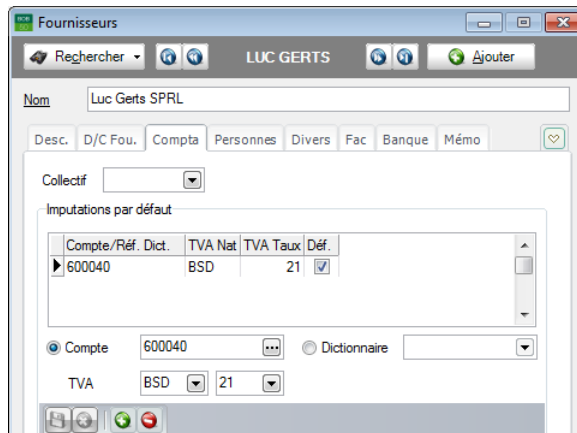 Fournisseurs
Rechercher LUC GERTS Ajouter
Nom Luc Gerts SPRL
Desc. D/C Fou. Compta Personnes Divers Fac Banque Mémo
Collectif
Imputations par défaut
Compte/Réf. Dict. TVA Nat TVA Taux Déf.
600040 BSD 21
Compte 600040 ... Dictionnaire
TVA BSD 21